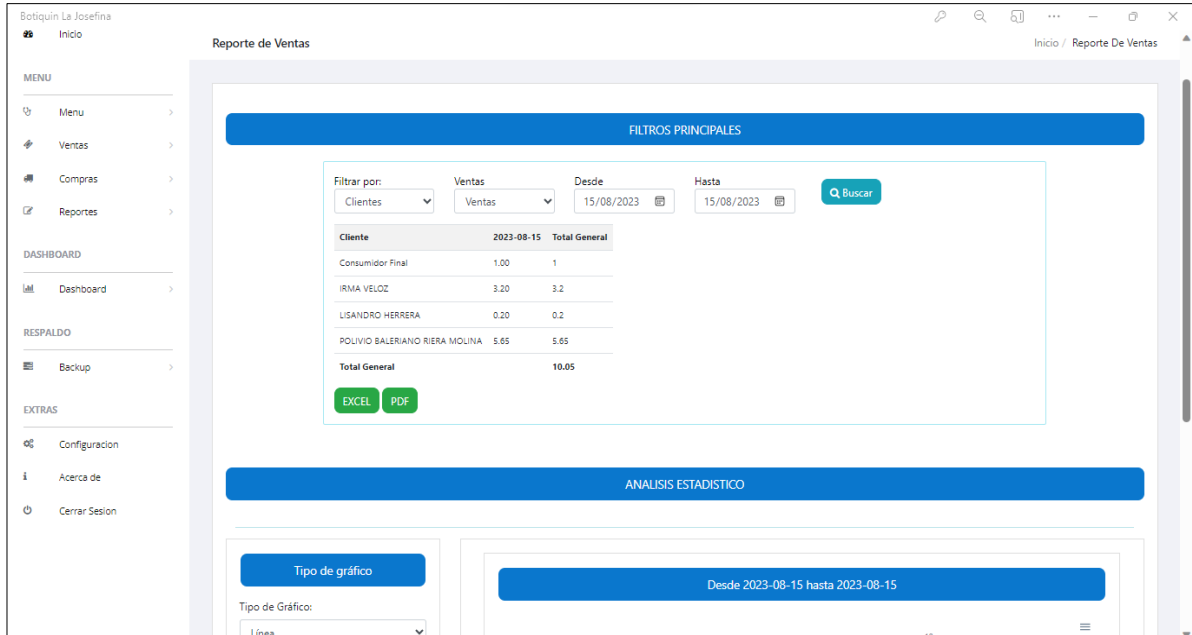 Botiquin La Josefina
Inicio
MENU
Menu
Ventas
Compras
Reportes
DASHBOARD
Dashboard
RESPALDO
Backup
EXTRAS
Configuracion
Acerca de
Cerrar Sesion
Reporte de Ventas
Inicio / Reporte De Ventas
FILTROS PRINCIPALES
Filtrar por: Ventas Desde Hasta
Clientes Ventas 15/08/2023 15/08/2023 Buscar
Cliente 2023-08-15 Total General
Consumidor Final 1.00 1
IRMA VELOZ 3.20 3.2
LISANDRO HERRERA 0.20 0.2
POLIVIO BALERIANO RIERA MOLINA 5.65 5.65
Total General 10.05
EXCEL PDF
ANALISIS ESTADISTICO
Tipo de gráfico
Tipo de Gráfico:
Línea
Desde 2023-08-15 hasta 2023-08-15